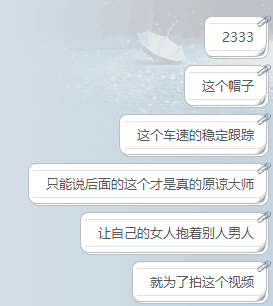 2333
这个帽子
这个车速的稳定跟踪
只能说后面的这个才是真的原谅大师
让自己的女人抱着别人男人
就为了拍这个视频